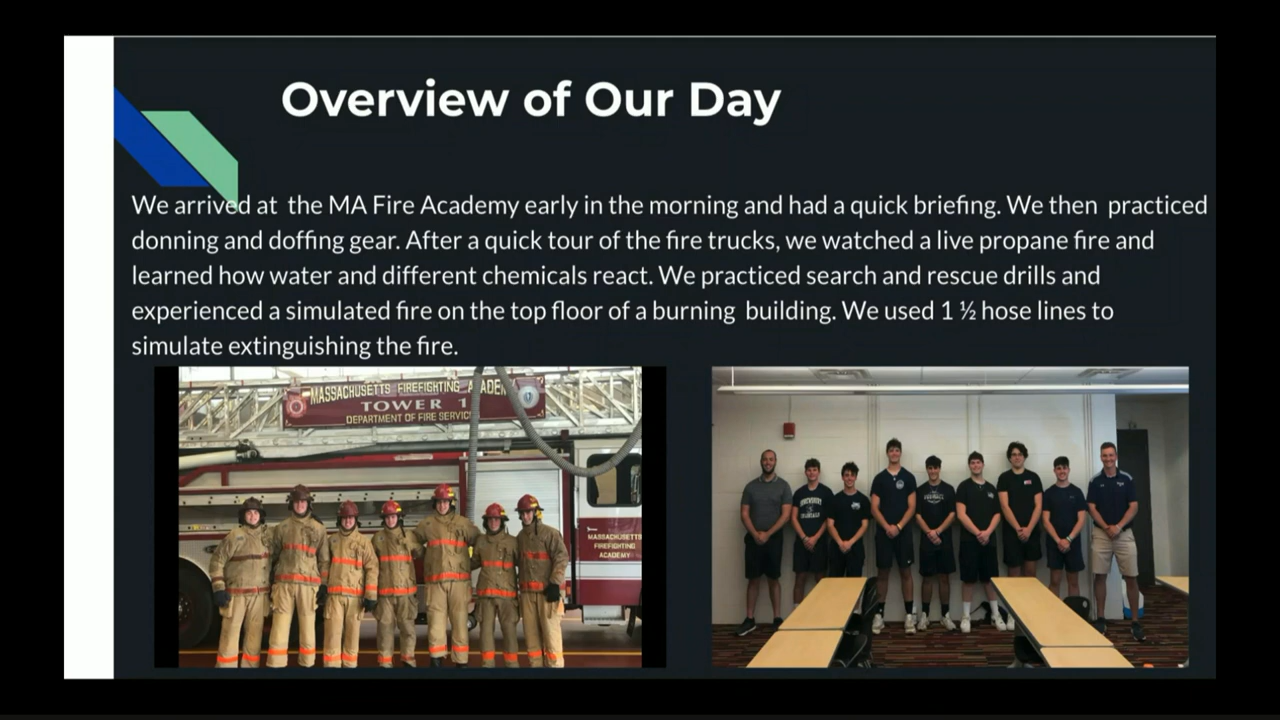 Overview of Our Day
We arrived at the MA Fire Academy early in the morning and had a quick briefing. We then practiced
donning and doffing gear. After a quick tour of the fire trucks, we watched a live propane fire and
learned how water and different chemicals react. We practiced search and rescue drills and
experienced a simulated fire on the top floor of a burning building. We used 1 ½ hose lines to
simulate extinguishing the fire.
MASSACHUSETTS FIREFIGHTING ACADEM
TOWER 1
DEPARTMENT OF FIRE SERVICE
MASSACHUSETTS
FIREFIGHTING
ACADEMY